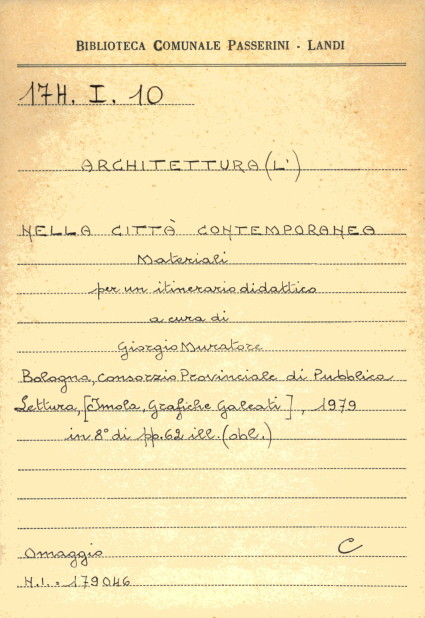 BIBLIOTECA COMUNALE PASSERINI - LANDI
17H. I. 10
ARCHITETTURA (L')
NELLA CITTÀ CONTEMPORANEA
Materiali
per un itinerario didattico
a cura di
Giorgio Muratore
Bologna, Consorzio Provinciale di Pubblica
Lettura, [Imola, Grafiche Galeati], 1979
in 8° di pp. 62 ill. (obl.)
Omaggio C
N.I. = 179046